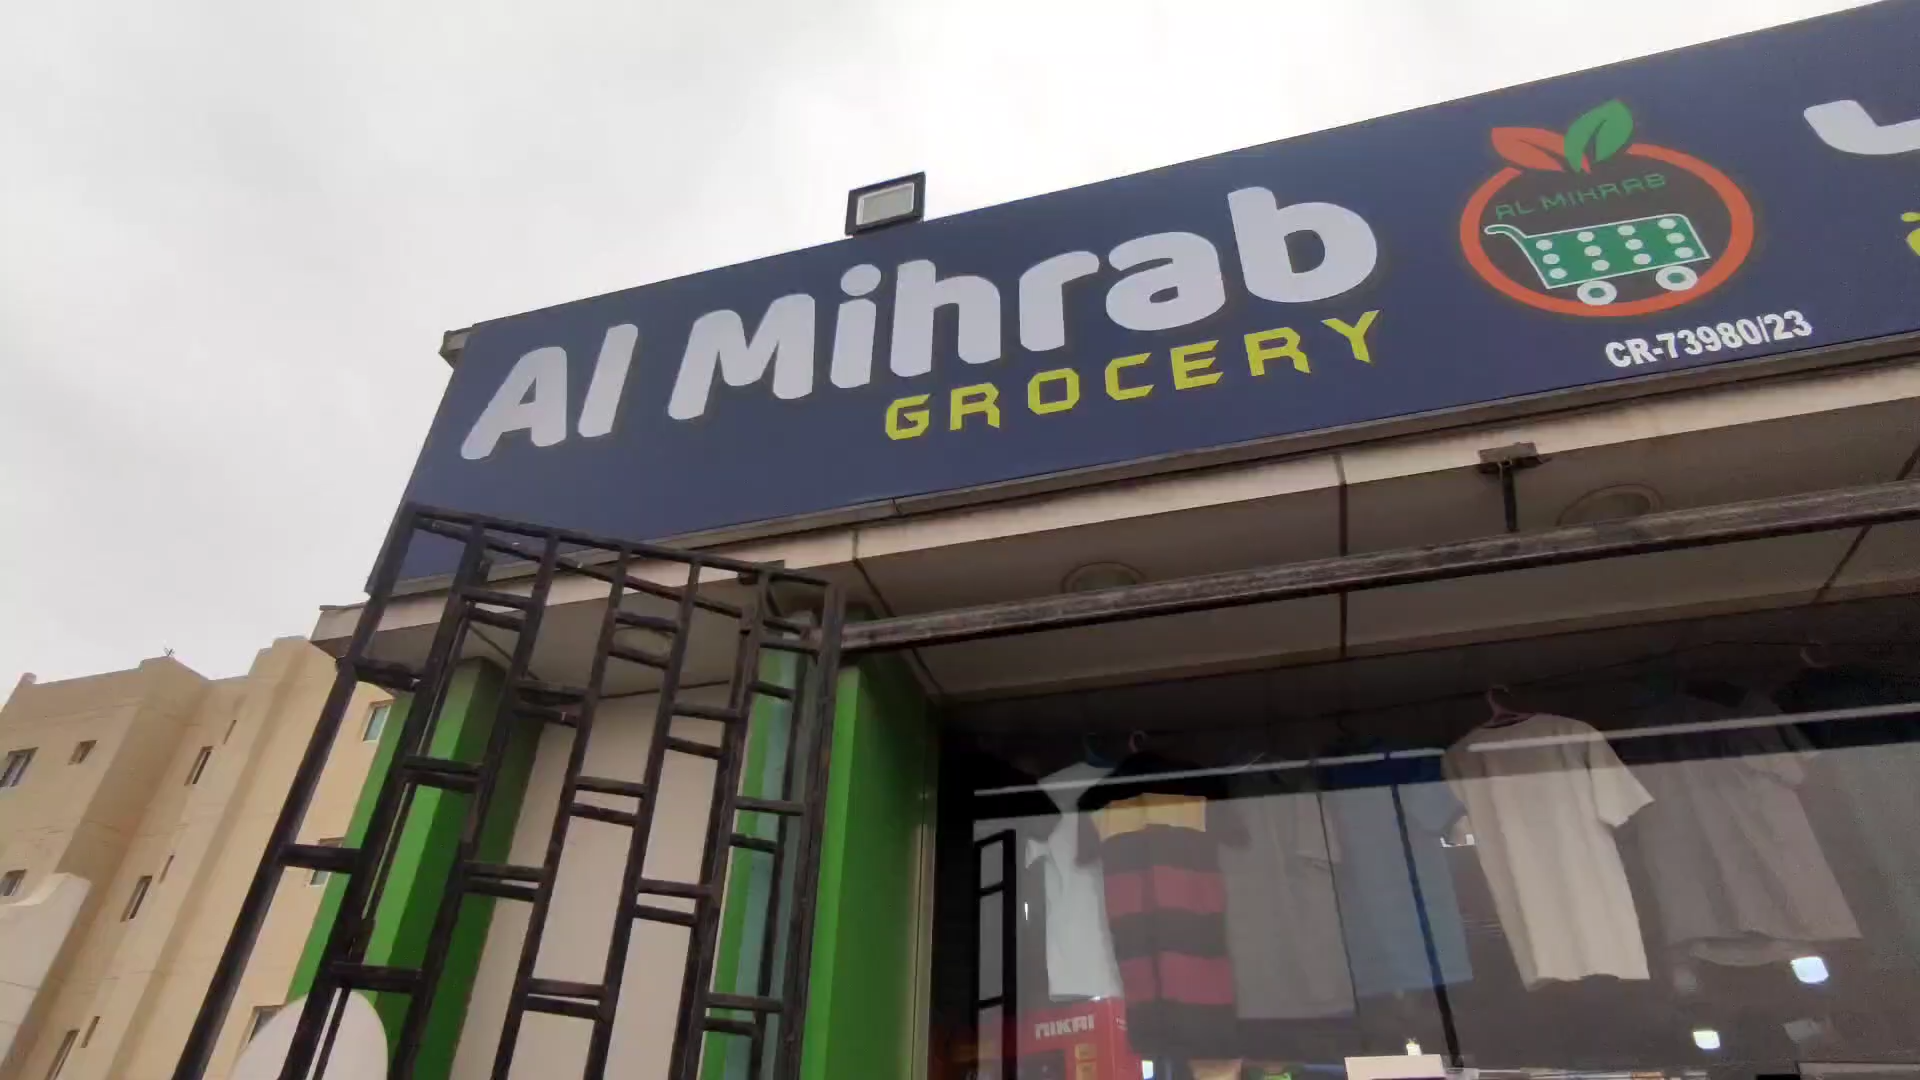 Al Mihrab
GROCERY
AL MIHRAB
CR-73980/23
NIKAI